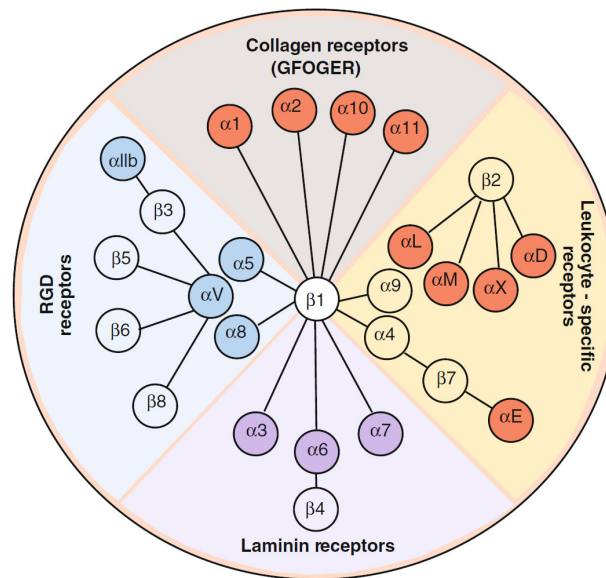 Collagen receptors
(GFOGER)
α1
α2
α10
α11
αIIb
β3
β5
αV
β6
β8
α5
α8
RGD
receptors
β1
β2
αL
αM
αX
αD
α9
α4
β7
αE
Leukocyte - specific
receptors
α3
α6
α7
β4
Laminin receptors